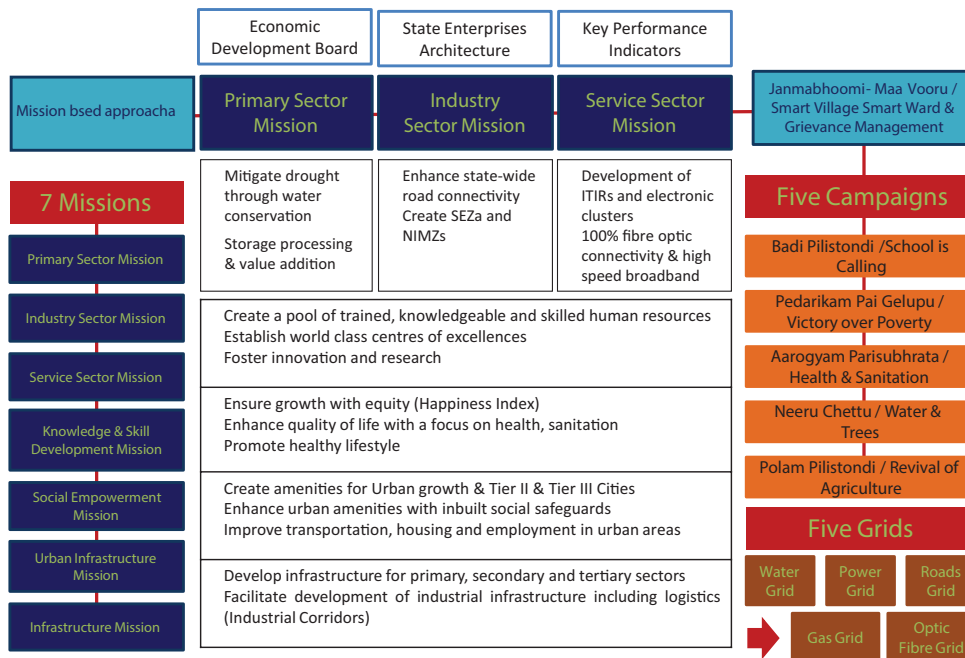 Economic
Development Board
State Enterprises
Architecture
Key Performance
Indicators
Mission bsed approacha
Primary Sector
Mission
Industry
Sector Mission
Service Sector
Mission
Janmabhoomi- Maa Vooru /
Smart Village Smart Ward &
Grievance Management
7 Missions
Primary Sector Mission
Industry Sector Mission
Service Sector Mission
Knowledge & Skill
Development Mission
Social Empowerment
Mission
Urban Infrastructure
Mission
Infrastructure Mission
Mitigate drought
through water
conservation
Storage processing
& value addition
Enhance state-wide
road connectivity
Create SEZa and
NIMZs
Development of
ITIRs and electronic
clusters
100% fibre optic
connectivity & high
speed broadband
Create a pool of trained, knowledgeable and skilled human resources
Establish world class centres of excellences
Foster innovation and research
Ensure growth with equity (Happiness Index)
Enhance quality of life with a focus on health, sanitation
Promote healthy lifestyle
Create amenities for Urban growth & Tier II & Tier III Cities
Enhance urban amenities with inbuilt social safeguards
Improve transportation, housing and employment in urban areas
Develop infrastructure for primary, secondary and tertiary sectors
Facilitate development of industrial infrastructure including logistics
(Industrial Corridors)
Five Campaigns
Badi Pilistondi /School is
Calling
Pedarikam Pai Gelupu /
Victory over Poverty
Aarogyam Parisubhrata /
Health & Sanitation
Neeru Chettu / Water &
Trees
Polam Pilistondi / Revival of
Agriculture
Five Grids
Water
Grid
Power
Grid
Roads
Grid
Gas Grid
Optic
Fibre Grid